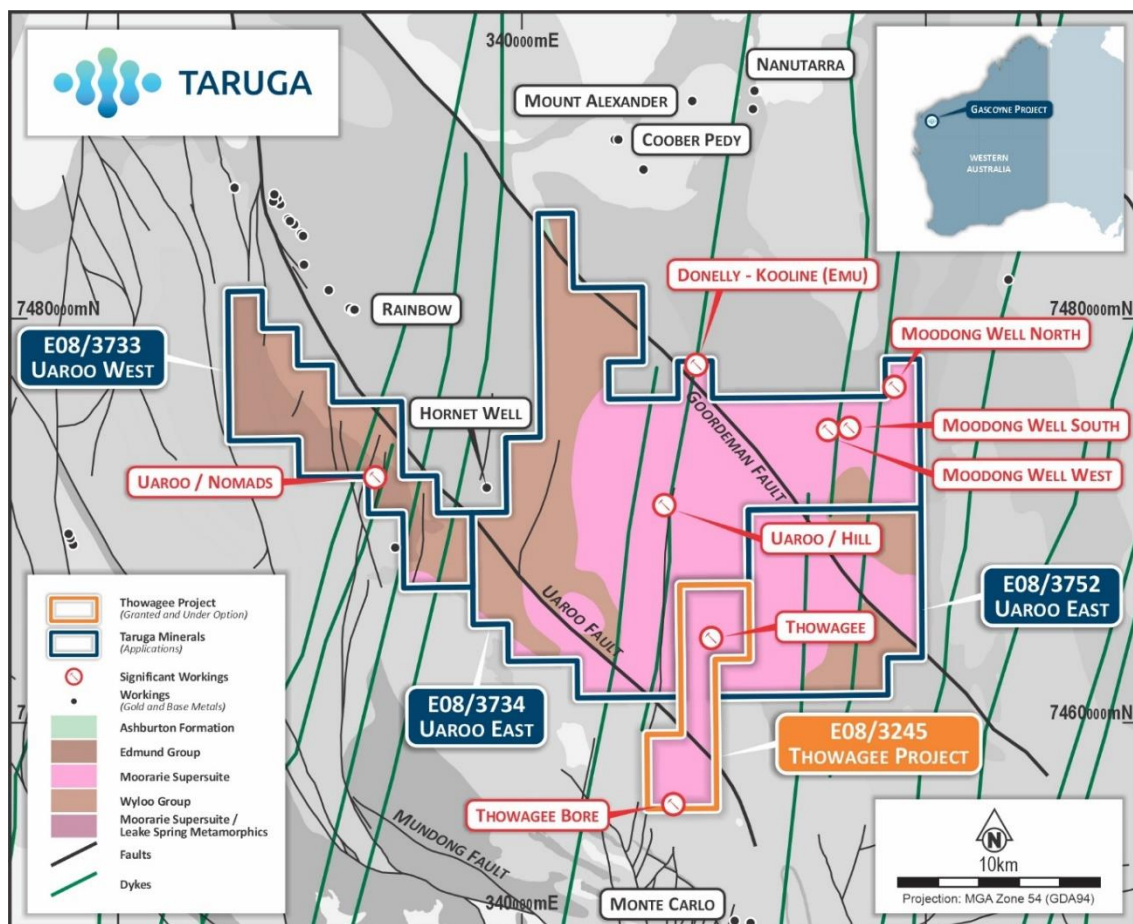 TARUGA
340000mE
NANUTARRA
MOUNT ALEXANDER
COOBER PEDY
GASCOYNE PROJECT
WESTERN
AUSTRALIA
7480000mN
7480000mN
RAINBOW
DONELLY - KOOLINE (EMU)
MOODONG WELL NORTH
E08/3733
UAROO WEST
HORNET WELL
GOORDEMAN FAULT
MOODONG WELL SOUTH
MOODONG WELL WEST
UAROO / NOMADS
UAROO / HILL
E08/3752
UAROO EAST
UAROO FAULT
THOWAGEE
E08/3734
UAROO EAST
7460000mN
E08/3245
THOWAGEE PROJECT
THOWAGEE BORE
MUNDONG FAULT
340000mE
MONTE CARLO
Thowagee Project
(Granted and Under Option)
Taruga Minerals
(Applications)
Significant Workings
Workings
(Gold and Base Metals)
Ashburton Formation
Edmund Group
Moorarie Supersuite
Wyloo Group
Moorarie Supersuite /
Leake Spring Metamorphics
Faults
Dykes
N
10km
Projection: MGA Zone 54 (GDA94)